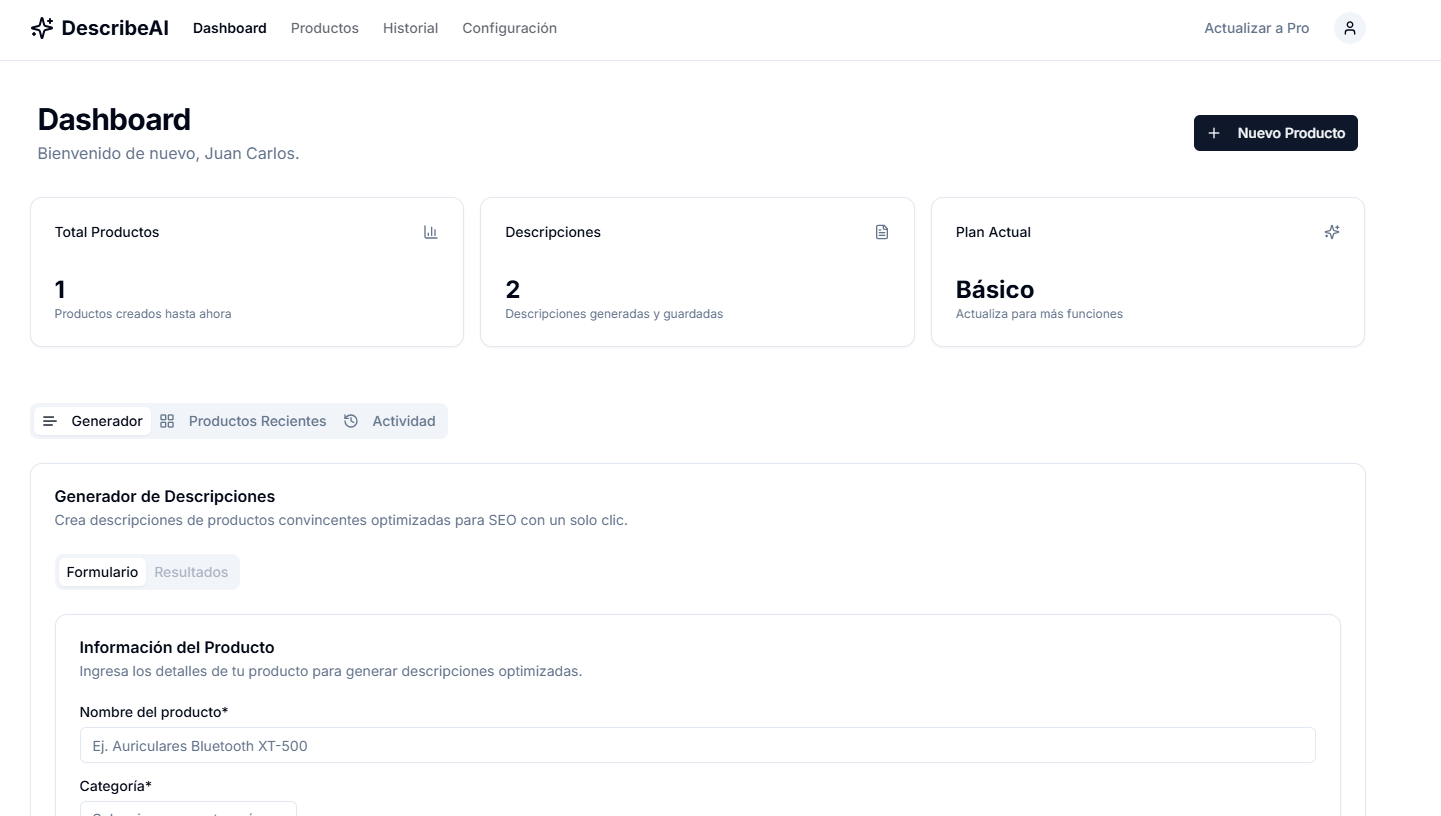 DescribeAI Dashboard Productos Historial Configuración Actualizar a Pro
Dashboard
Bienvenido de nuevo, Juan Carlos.
Nuevo Producto
Total Productos
1
Productos creados hasta ahora
Descripciones
2
Descripciones generadas y guardadas
Plan Actual
Básico
Actualiza para más funciones
Generador Productos Recientes Actividad
Generador de Descripciones
Crea descripciones de productos convincentes optimizadas para SEO con un solo clic.
Formulario Resultados
Información del Producto
Ingresa los detalles de tu producto para generar descripciones optimizadas.
Nombre del producto*
Ej. Auriculares Bluetooth XT-500
Categoría*